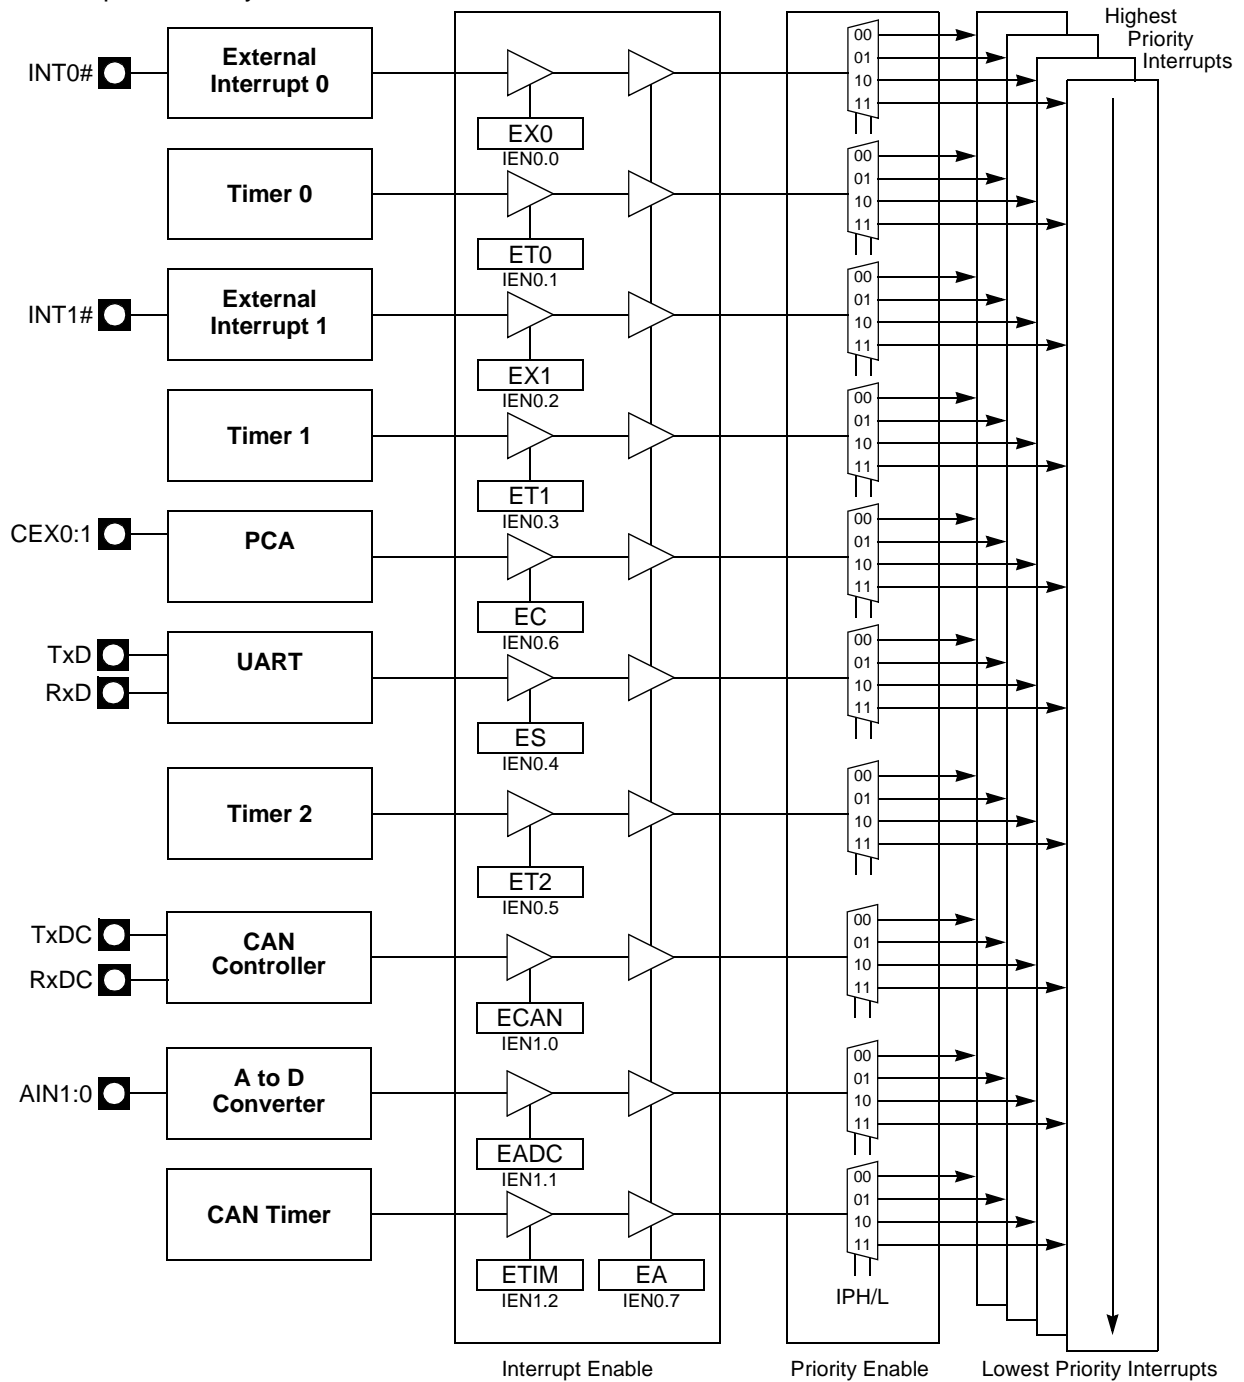 Highest
Priority
Interrupts
INT0#
External
Interrupt 0
EX0
IEN0.0
00
01
10
11
Timer 0
ET0
IEN0.1
00
01
10
11
INT1#
External
Interrupt 1
EX1
IEN0.2
00
01
10
11
Timer 1
ET1
IEN0.3
00
01
10
11
CEX0:1
PCA
EC
IEN0.6
00
01
10
11
TxD
RxD
UART
ES
IEN0.4
00
01
10
11
Timer 2
ET2
IEN0.5
00
01
10
11
TxDC
RxDC
CAN
Controller
ECAN
IEN1.0
00
01
10
11
AIN1:0
A to D
Converter
EADC
IEN1.1
00
01
10
11
CAN Timer
ETIM
IEN1.2
EA
IEN0.7
00
01
10
11
IPH/L
Interrupt Enable
Priority Enable
Lowest Priority Interrupts